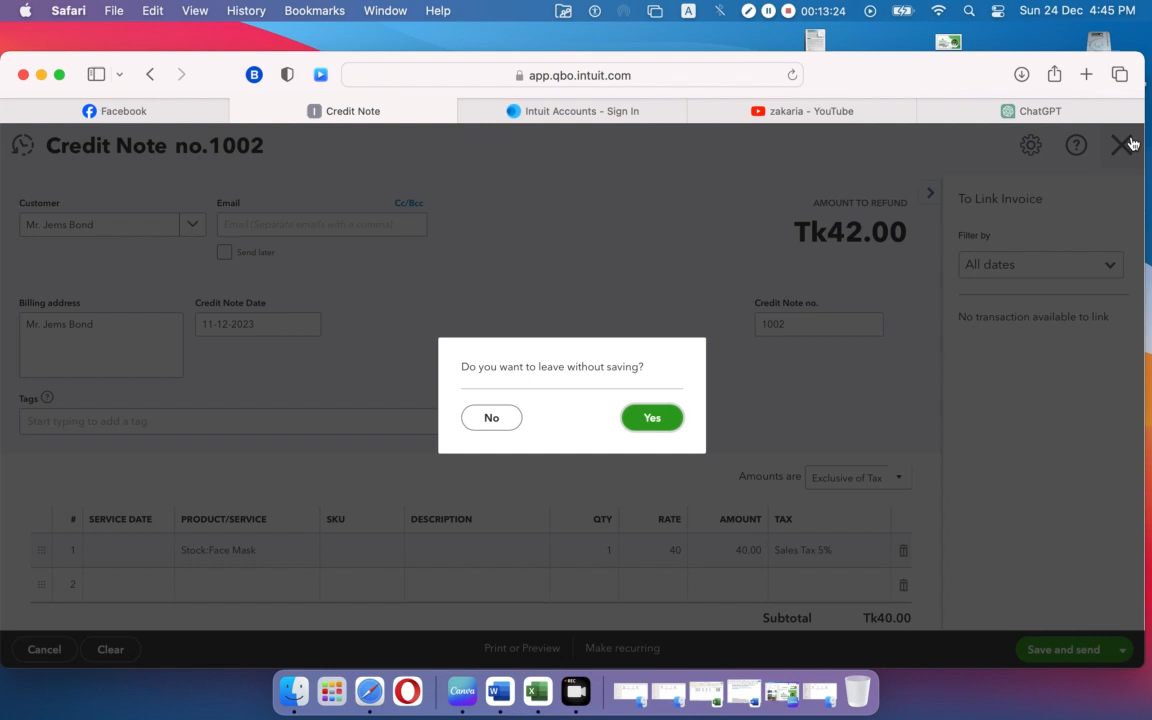 Safari File Edit View History Bookmarks Window Help A 00:13:24 Sun 24 Dec 4:45 PM
B app.qbo.intuit.com
Facebook I Credit Note Intuit Accounts - Sign In zakaria - YouTube ChatGPT
Credit Note no.1002
Customer Email Cc/Bcc AMOUNT TO REFUND To Link Invoice
Mr. Jems Bond Email (Separate emails with a comma) Tk42.00 Filter by
Send later All dates
Billing address Credit Note Date Credit Note no.
Mr. Jems Bond 11-12-2023 1002 No transaction available to link
Do you want to leave without saving?
Tags
Start typing to add a tag No Yes
Amounts are Exclusive of Tax
# SERVICE DATE PRODUCT/SERVICE SKU DESCRIPTION QTY RATE AMOUNT TAX
1 Stock:Face Mask 1 40 40.00 Sales Tax 5%
2
Subtotal Tk40.00
Cancel Clear Print or Preview Make recurring Save and send
Canva W X REC